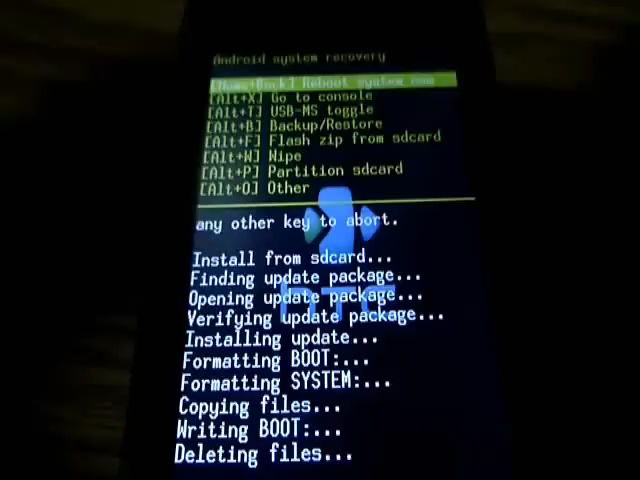 Android system recovery
[Home+Back] Reboot system now
[Alt+X] Go to console
[Alt+T] USB-MS toggle
[Alt+B] Backup/Restore
[Alt+F] Flash zip from sdcard
[Alt+W] Wipe
[Alt+P] Partition sdcard
[Alt+O] Other
any other key to abort.
Install from sdcard...
Finding update package...
Opening update package...
hTC
Verifying update package...
Installing update...
Formatting BOOT:...
Formatting SYSTEM:...
Copying files...
Writing BOOT:...
Deleting files...